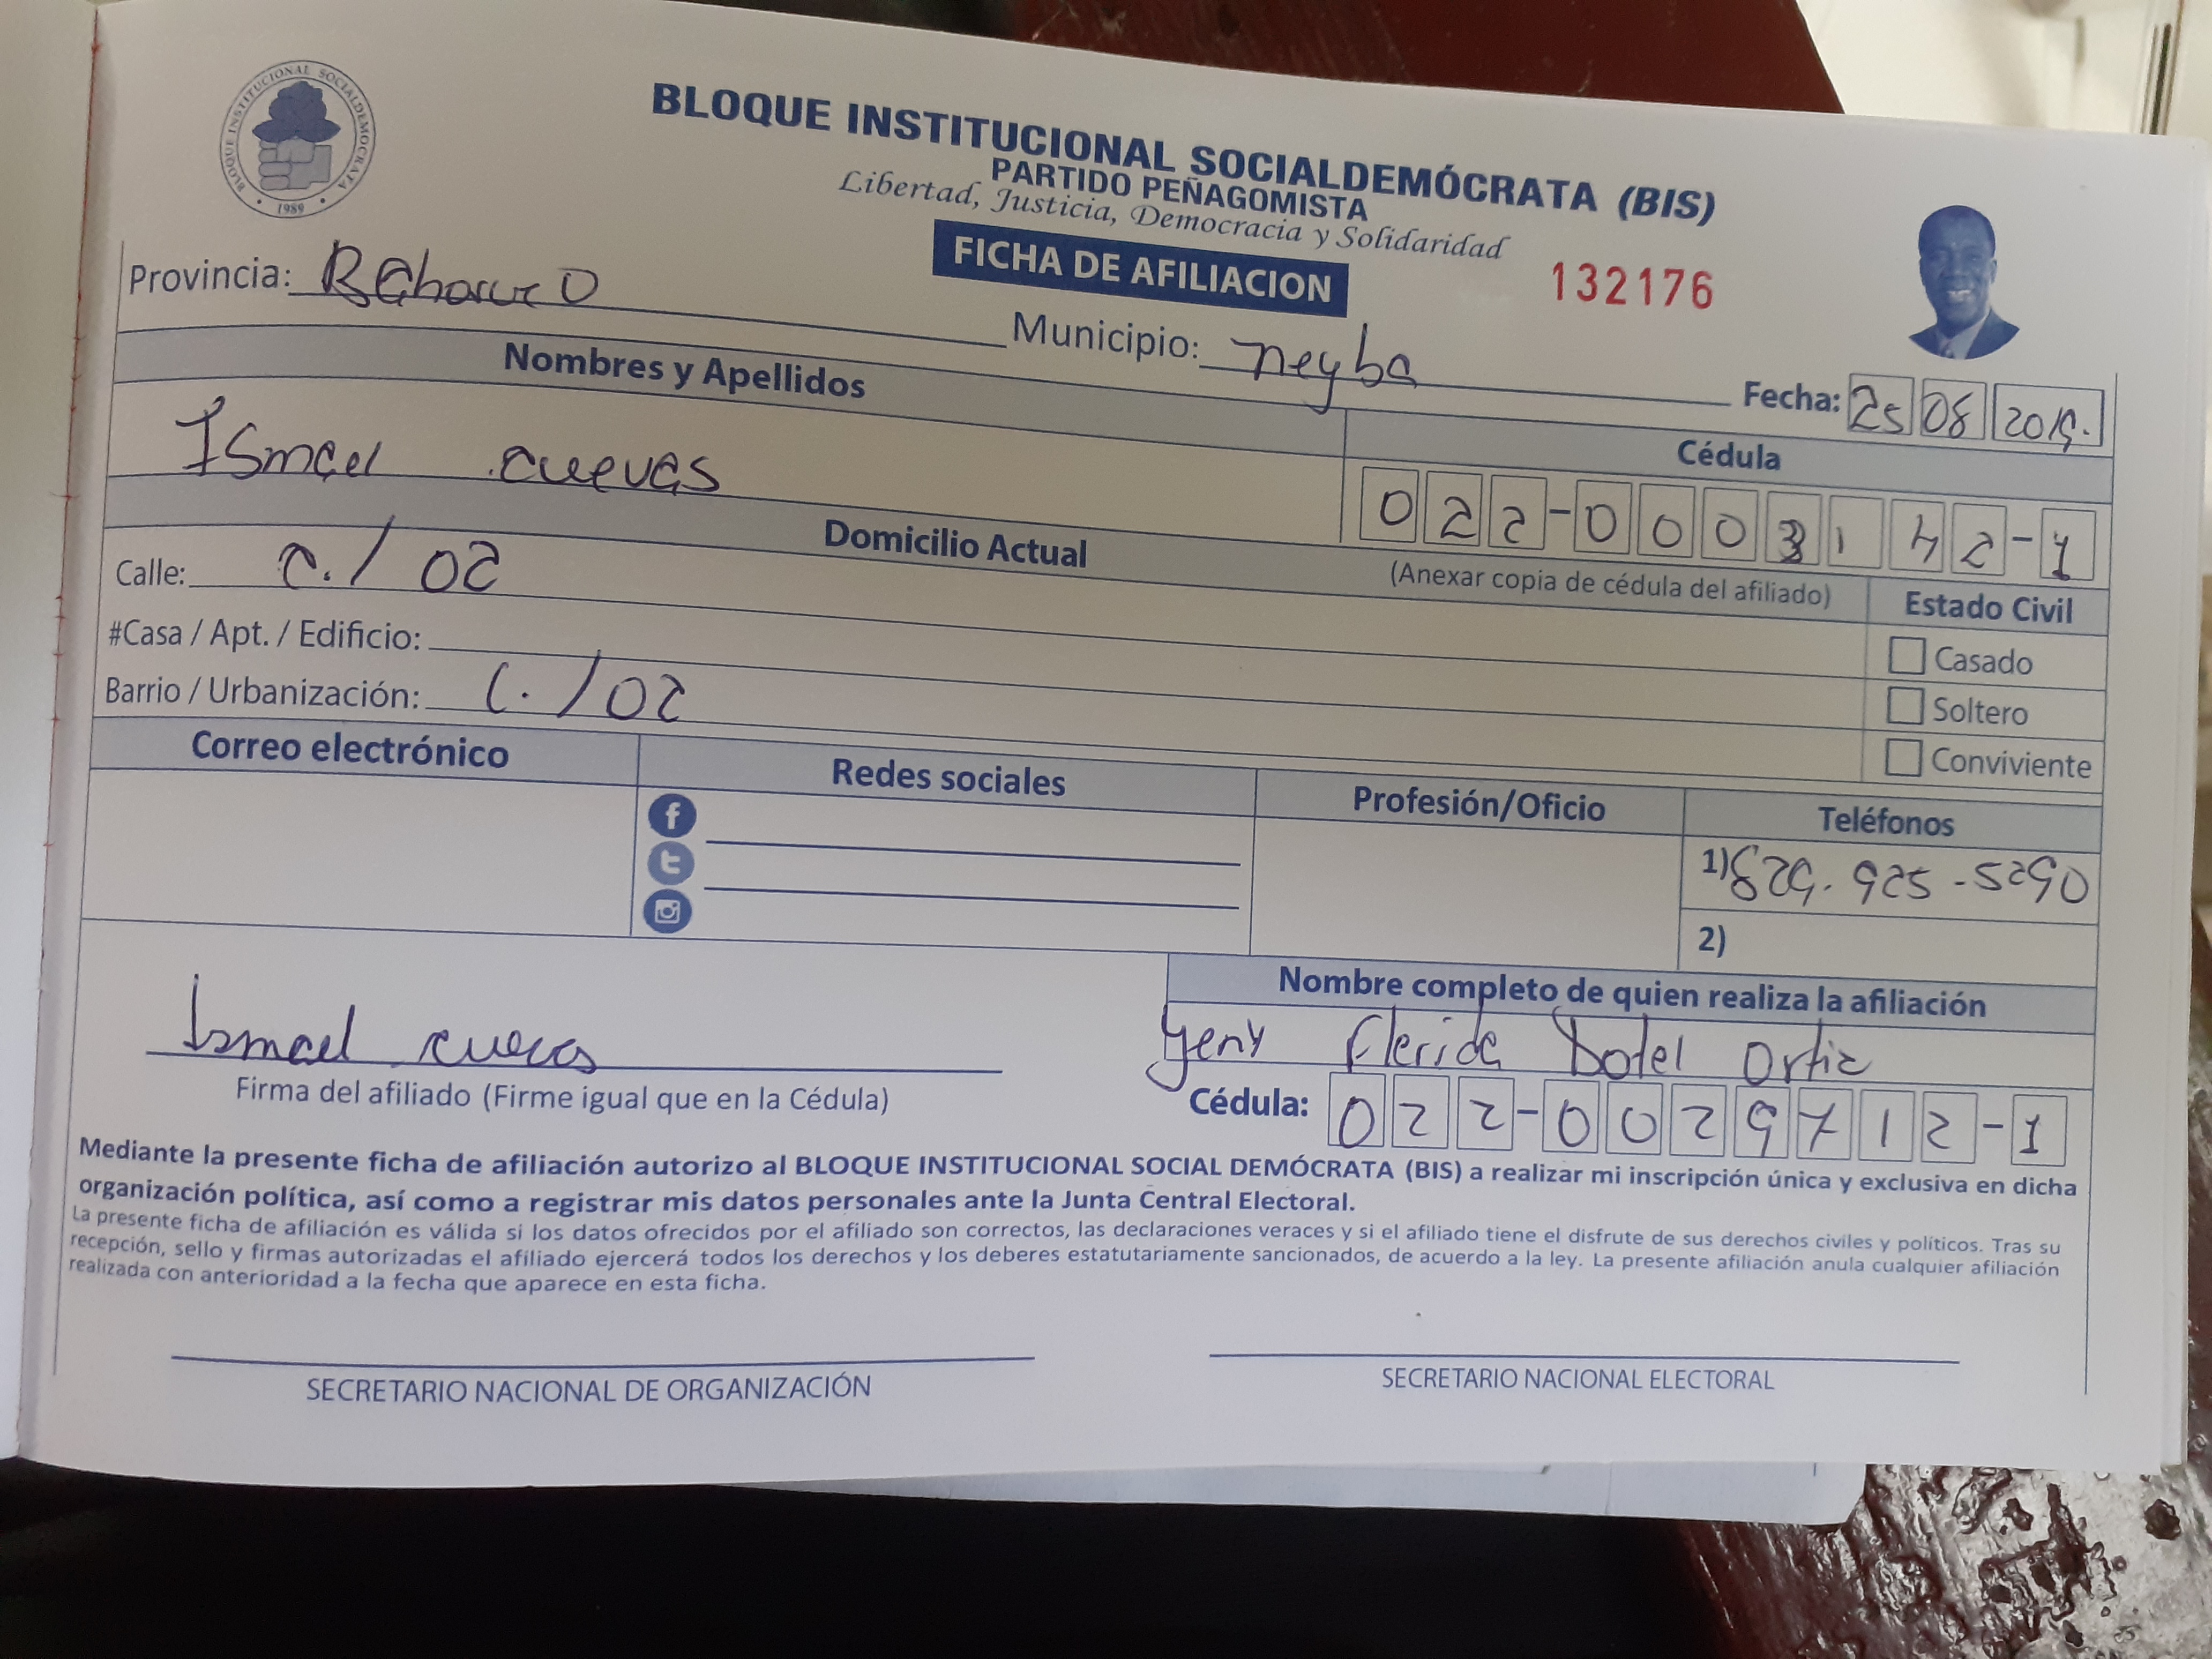 BLOQUE INSTITUCIONAL SOCIALDEMOCRATA
1989
BLOQUE INSTITUCIONAL SOCIALDEMÓCRATA (BIS)
PARTIDO PEÑAGOMISTA
Libertad, Justicia, Democracia y Solidaridad
FICHA DE AFILIACION
132176
Provincia: BAhoruco
Municipio: neyba
Fecha: 25 08 2019.
Nombres y Apellidos
Ismael cuevas
Cédula
022-0003142-1
(Anexar copia de cédula del afiliado)
Domicilio Actual
Calle: C./ 02
#Casa / Apt. / Edificio:
Barrio / Urbanización: C./02
Estado Civil
Casado
Soltero
Conviviente
Correo electrónico
Redes sociales
Profesión/Oficio
Teléfonos
1) 829.925-5290
2)
Ismael cuevas
Firma del afiliado (Firme igual que en la Cédula)
Nombre completo de quien realiza la afiliación
Yeny Flerida Dotel Ortiz
Cédula: 022-0029712-1
Mediante la presente ficha de afiliación autorizo al BLOQUE INSTITUCIONAL SOCIAL DEMÓCRATA (BIS) a realizar mi inscripción única y exclusiva en dicha
organización política, así como a registrar mis datos personales ante la Junta Central Electoral.
La presente ficha de afiliación es válida si los datos ofrecidos por el afiliado son correctos, las declaraciones veraces y si el afiliado tiene el disfrute de sus derechos civiles y políticos. Tras su
recepción, sello y firmas autorizadas el afiliado ejercerá todos los derechos y los deberes estatutariamente sancionados, de acuerdo a la ley. La presente afiliación anula cualquier afiliación
realizada con anterioridad a la fecha que aparece en esta ficha.
SECRETARIO NACIONAL DE ORGANIZACIÓN
SECRETARIO NACIONAL ELECTORAL